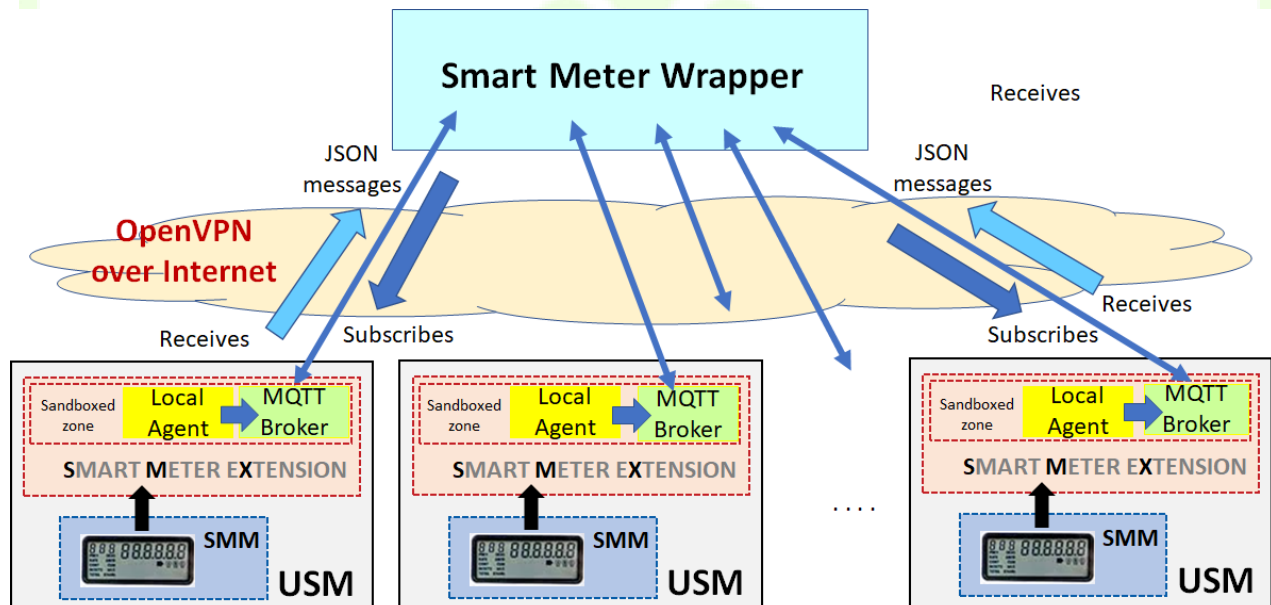 Smart Meter Wrapper
Receives
JSON
messages
JSON
messages
OpenVPN
over Internet
Receives
Subscribes
Receives
Subscribes
Sandboxed
zone
Local
Agent
MQTT
Broker
SMART METER EXTENSION
SMM
USM
Sandboxed
zone
Local
Agent
MQTT
Broker
SMART METER EXTENSION
SMM
USM
. . . .
Sandboxed
zone
Local
Agent
MQTT
Broker
SMART METER EXTENSION
SMM
USM